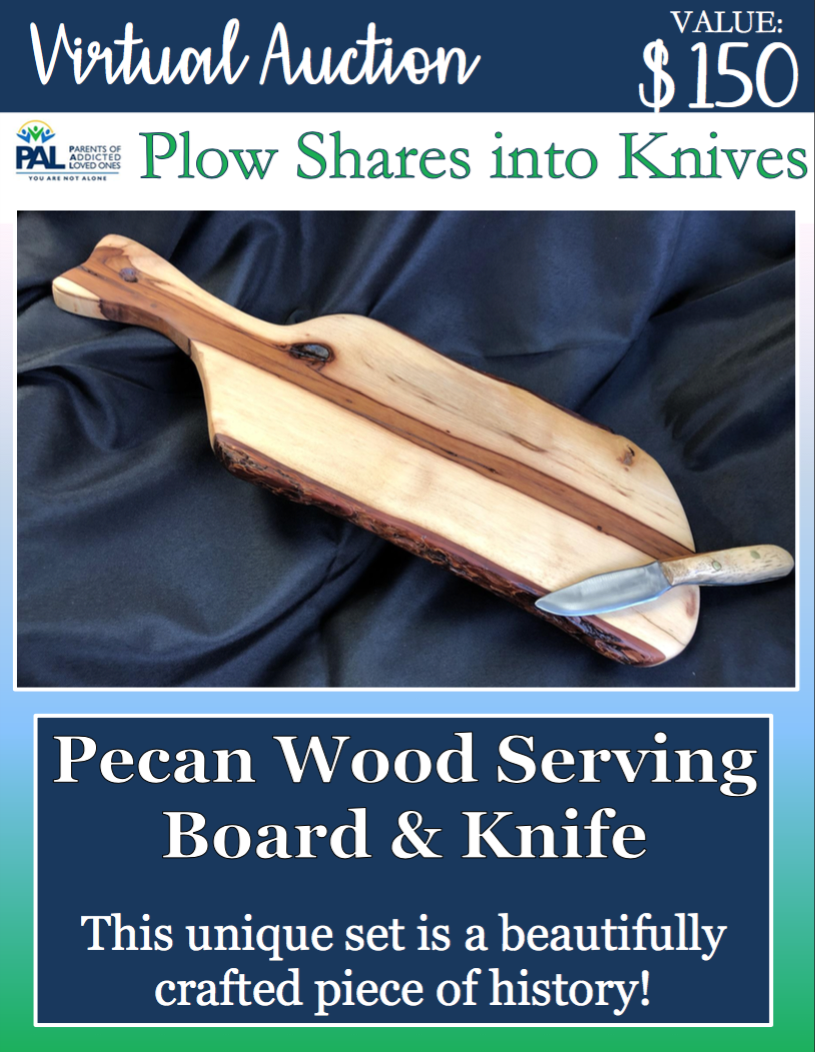 Virtual Auction
VALUE:
$150
PAL
PARENTS OF
ADDICTED
LOVED ONES
YOU ARE NOT ALONE
Plow Shares into Knives
Pecan Wood Serving
Board & Knife
This unique set is a beautifully
crafted piece of history!